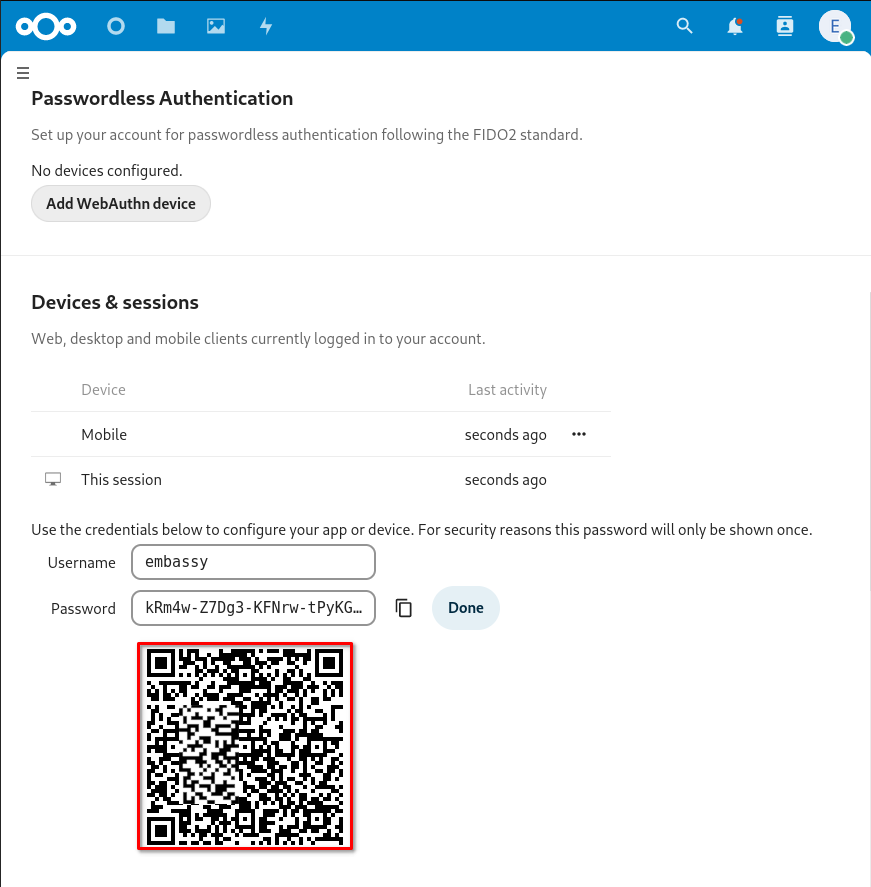 E
Passwordless Authentication
Set up your account for passwordless authentication following the FIDO2 standard.
No devices configured.
Add WebAuthn device
Devices & sessions
Web, desktop and mobile clients currently logged in to your account.
Device Last activity
Mobile seconds ago
This session seconds ago
Use the credentials below to configure your app or device. For security reasons this password will only be shown once.
Username embassy
Password kRm4w-Z7Dg3-KFNrw-tPyKG… Done